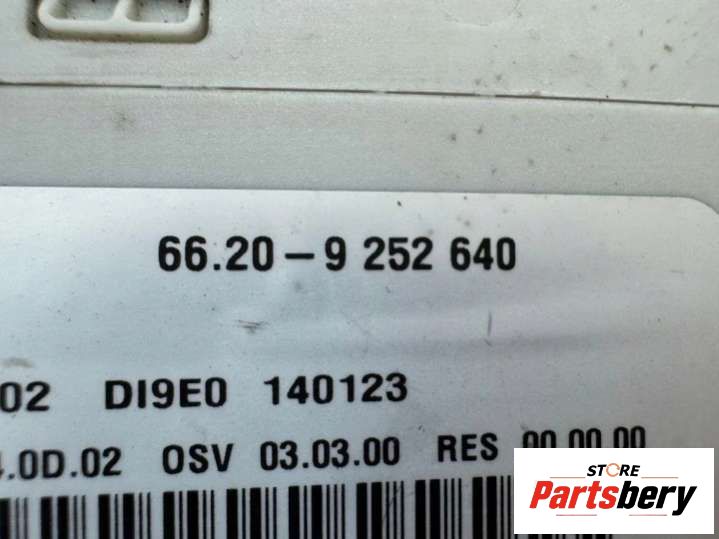 66.20 – 9 252 640
02 DI9E0 140123
.0D.02 OSV 03.03.00 RES 00.00.00
STORE
Partsbery